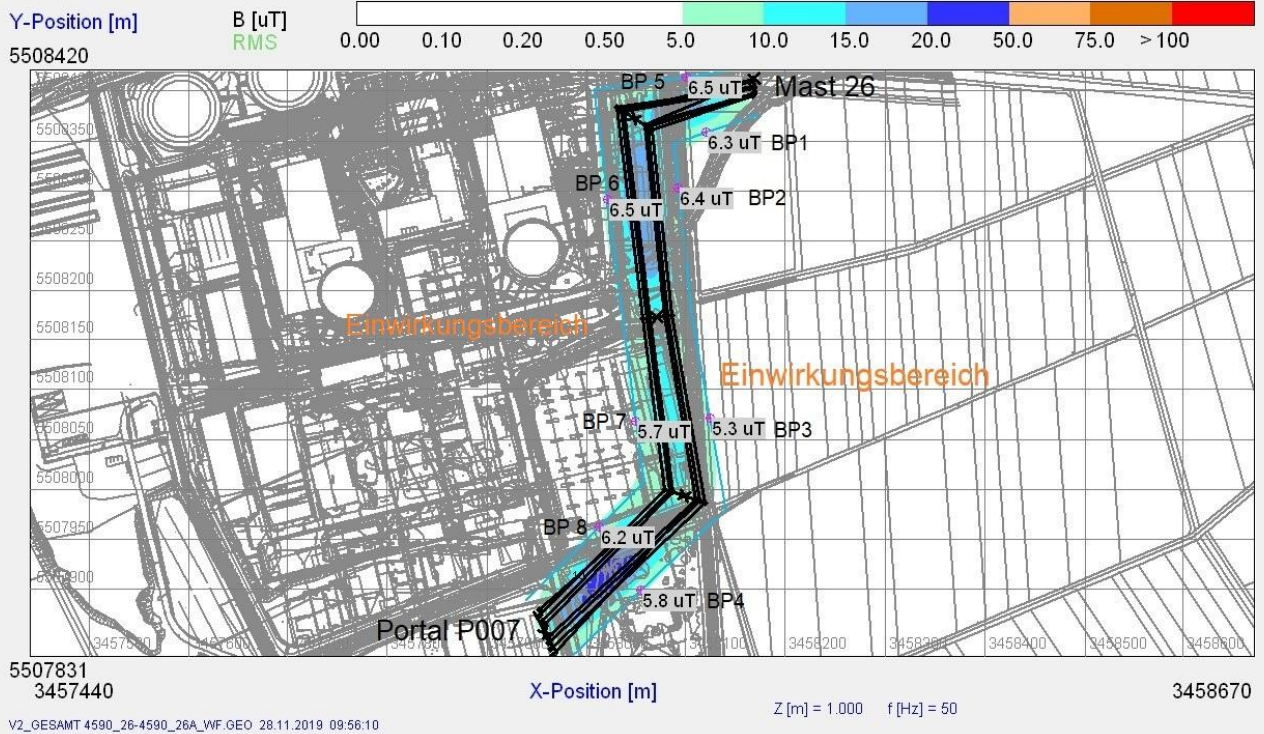 Y-Position [m]
B [uT]
RMS
0.00 0.10 0.20 0.50 5.0 10.0 15.0 20.0 50.0 75.0 > 100
5508420
BP 5
6.5 uT
Mast 26
6.3 uT BP1
BP 6
6.5 uT
6.4 uT BP2
5508200
5508150
Einwirkungsbereich
Einwirkungsbereich
5508100
5508050
BP 7
5.7 uT
5.3 uT BP3
5508000
5507950
BP 8
6.2 uT
5.8 uT BP4
Portal P007
3458200
3458400
3458500
5507831
3457440
X-Position [m]
3458670
Z [m] = 1.000 f [Hz] = 50
V2_GESAMT 4590_26-4590_26A_WF.GEO 28.11.2019 09:56:10